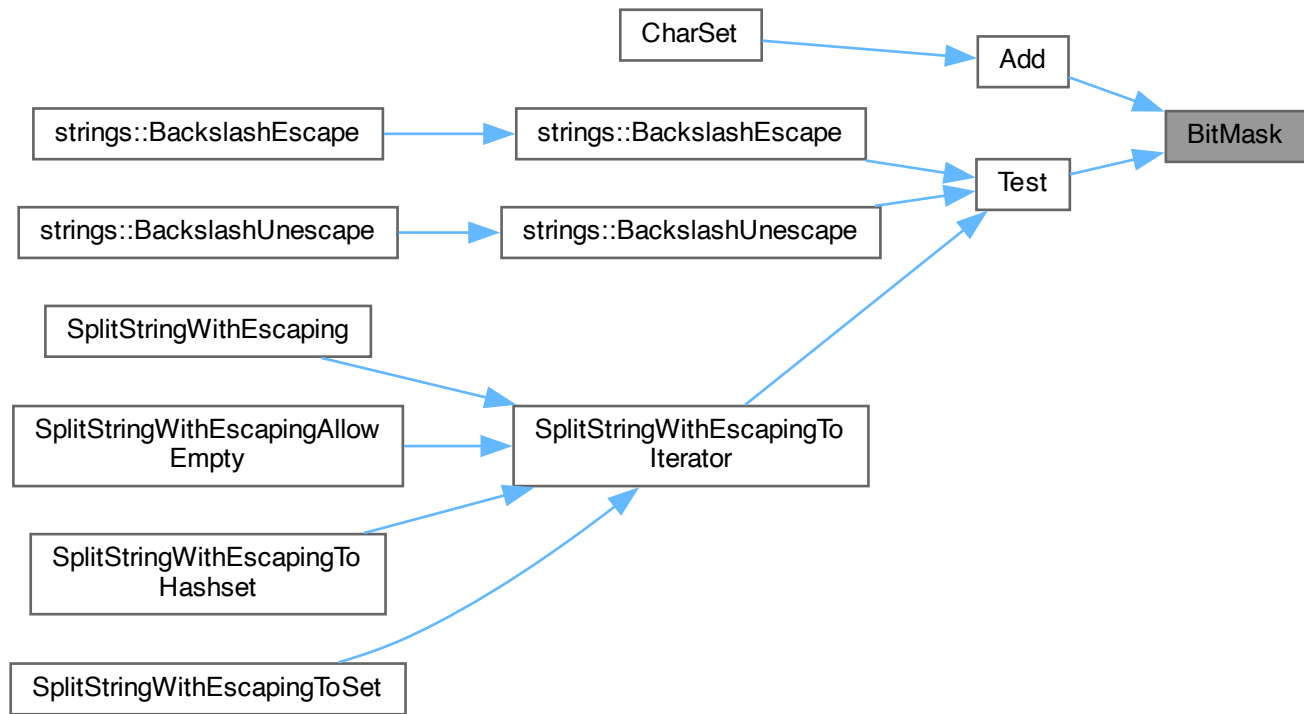 CharSet
Add
BitMask
strings::BackslashEscape
strings::BackslashEscape
Test
strings::BackslashUnescape
strings::BackslashUnescape
SplitStringWithEscaping
SplitStringWithEscapingAllow
Empty
SplitStringWithEscapingTo
Iterator
SplitStringWithEscapingTo
Hashset
SplitStringWithEscapingToSet